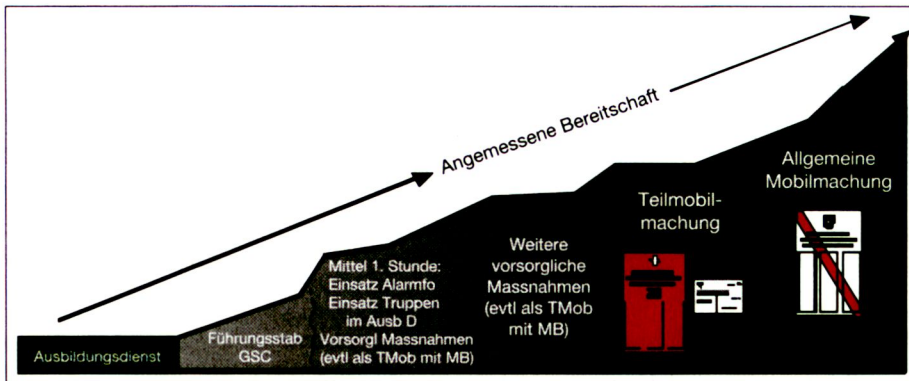 Angemessene Bereitschaft
Ausbildungsdienst
Führungsstab
GSC
Mittel 1. Stunde:
Einsatz Alarmfo
Einsatz Truppen
im Ausb D
Vorsorgl Massnahmen
(evtl als TMob mit MB)
Weitere
vorsorgliche
Massnahmen
(evtl als TMob
mit MB)
Teilmobil-
machung
Allgemeine
Mobilmachung